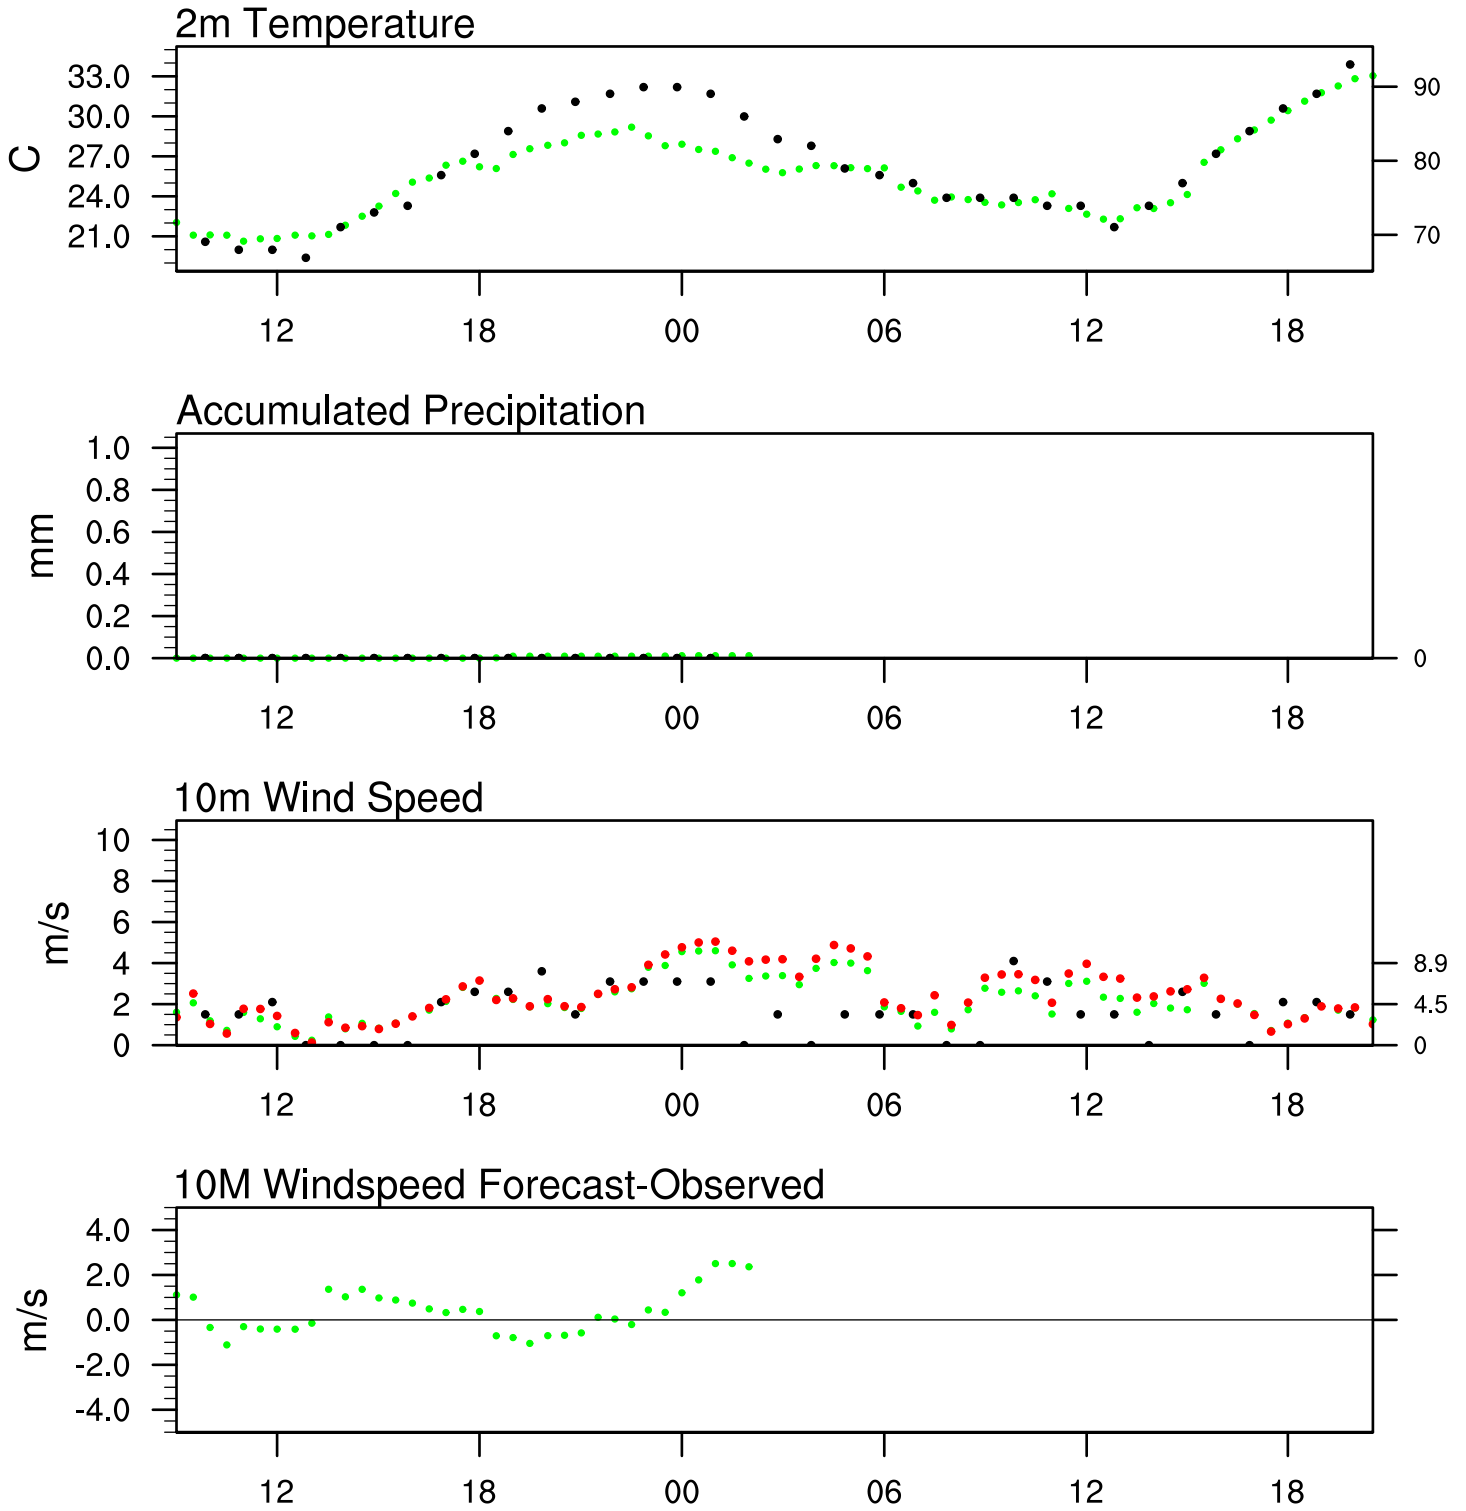 2m Temperature
33.0
30.0
27.0
24.0
21.0
C
90
80
70
12 18 00 06 12 18
Accumulated Precipitation
1.0
0.8
0.6
0.4
0.2
0.0
mm
0
12 18 00 06 12 18
10m Wind Speed
10
8
6
4
2
0
m/s
8.9
4.5
0
12 18 00 06 12 18
10M Windspeed Forecast-Observed
4.0
2.0
0.0
-2.0
-4.0
m/s
12 18 00 06 12 18